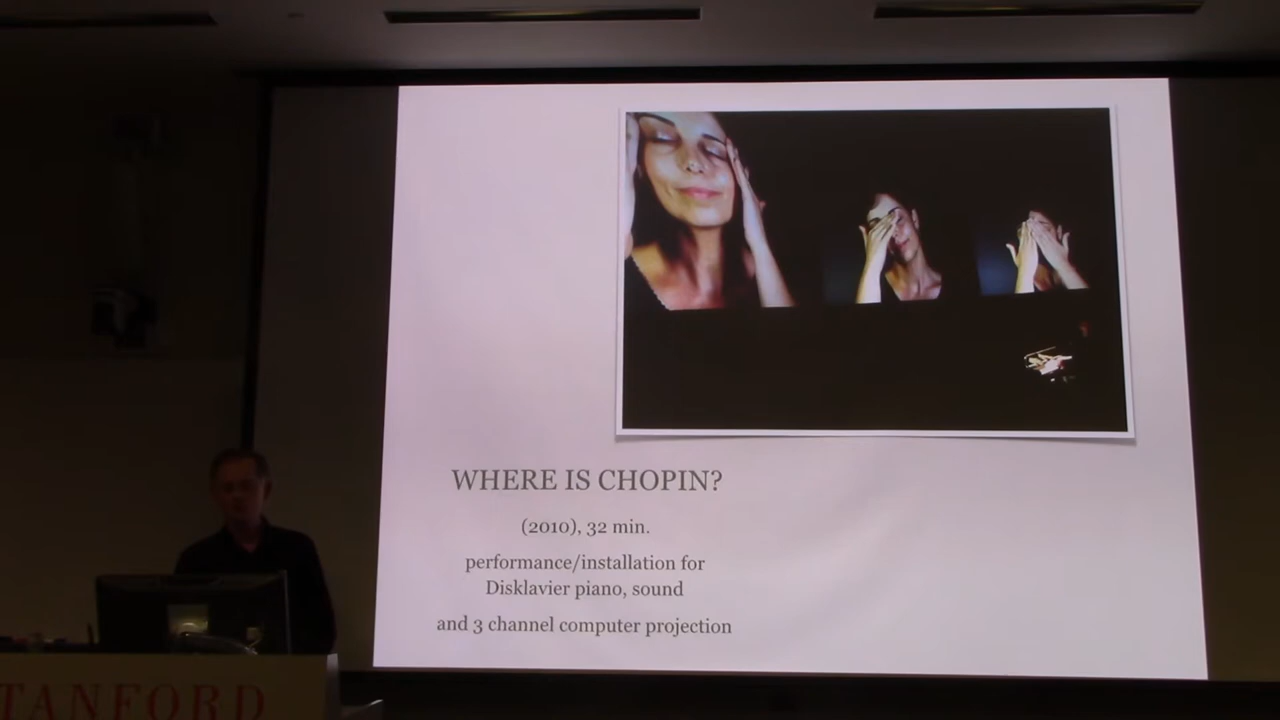 WHERE IS CHOPIN?
(2010), 32 min.
performance/installation for
Disklavier piano, sound
and 3 channel computer projection
TANFORD